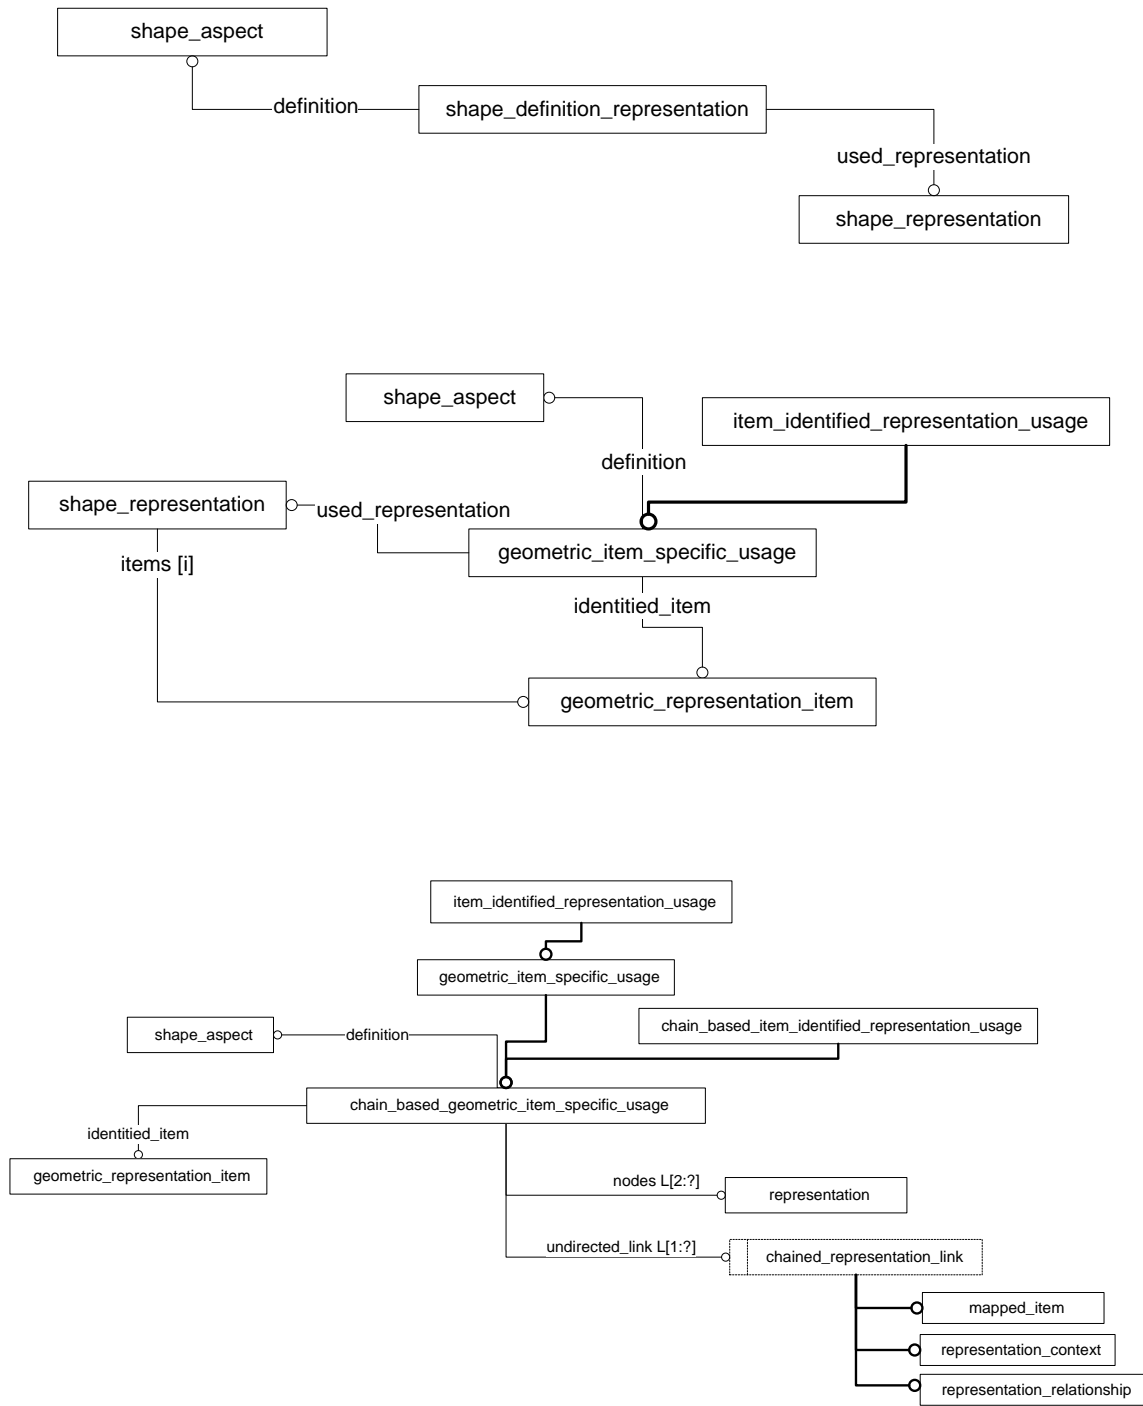 shape_aspect
definition
shape_definition_representation
used_representation
shape_representation
shape_aspect
item_identified_representation_usage
definition
shape_representation
used_representation
geometric_item_specific_usage
items [i]
identitied_item
geometric_representation_item
item_identified_representation_usage
geometric_item_specific_usage
chain_based_item_identified_representation_usage
shape_aspect
definition
chain_based_geometric_item_specific_usage
identitied_item
geometric_representation_item
nodes L[2:?]
representation
undirected_link L[1:?]
chained_representation_link
mapped_item
representation_context
representation_relationship